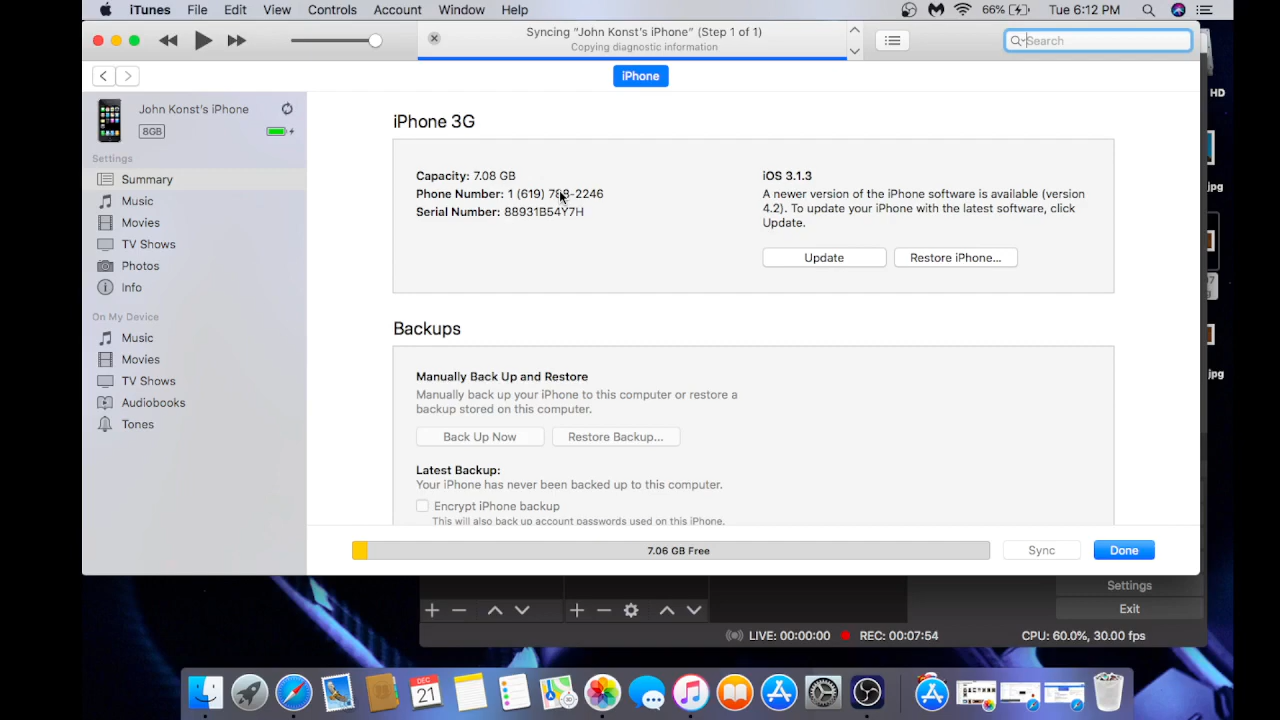 iTunes File Edit View Controls Account Window Help 66% Tue 6:12 PM
Syncing “John Konst's iPhone” (Step 1 of 1)
Copying diagnostic information
Search
iPhone
John Konst's iPhone
8GB
Settings
Summary
Music
Movies
TV Shows
Photos
Info
On My Device
Music
Movies
TV Shows
Audiobooks
Tones
iPhone 3G
Capacity: 7.08 GB
Phone Number: 1 (619) 788-2246
Serial Number: 88931B54Y7H
iOS 3.1.3
A newer version of the iPhone software is available (version
4.2). To update your iPhone with the latest software, click
Update.
Update Restore iPhone...
Backups
Manually Back Up and Restore
Manually back up your iPhone to this computer or restore a
backup stored on this computer.
Back Up Now Restore Backup...
Latest Backup:
Your iPhone has never been backed up to this computer.
Encrypt iPhone backup
This will also back up account passwords used on this iPhone.
7.06 GB Free
Sync Done
HD
jpg
jpg
Settings
Exit
LIVE: 00:00:00 REC: 00:07:54 CPU: 60.0%, 30.00 fps
DEC
21